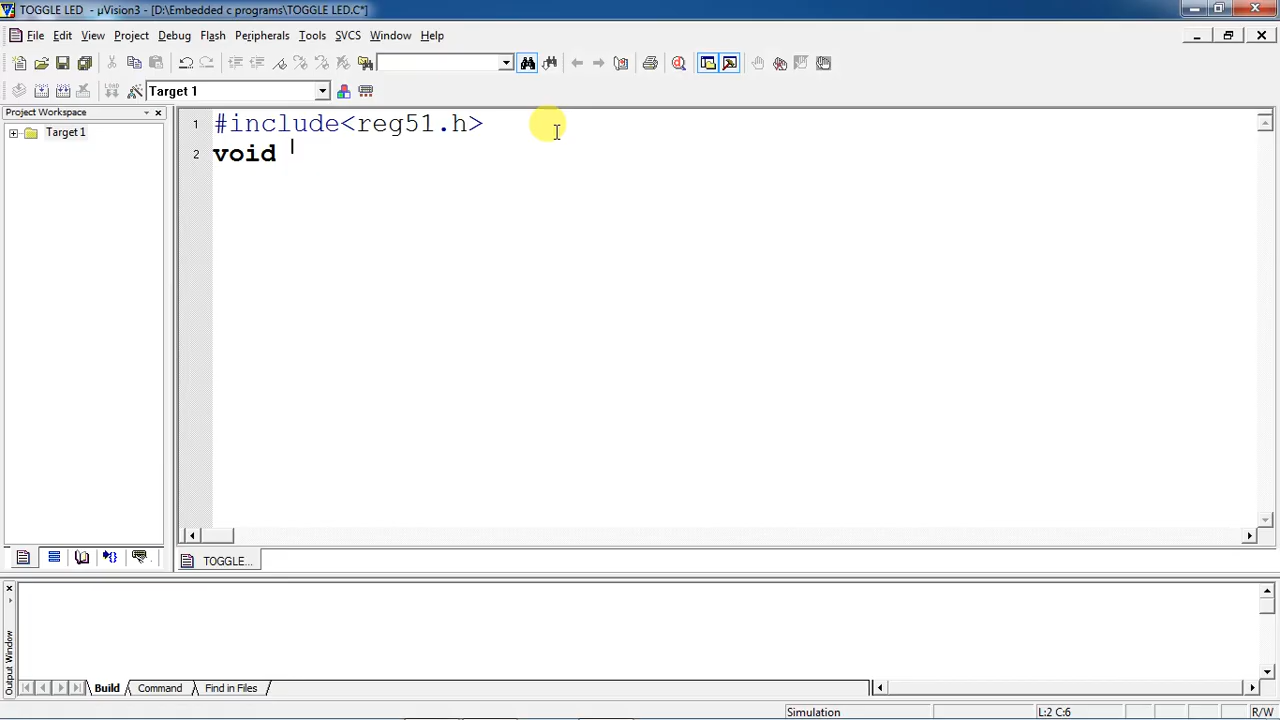 TOGGLE LED - µVision3 - [D:\Embedded c programs\TOGGLE LED.C*]
File Edit View Project Debug Flash Peripherals Tools SVCS Window Help
Target 1
Project Workspace
Target 1
1 #include<reg51.h>
2 void
TOGGLE...
Output Window
Build Command Find in Files
Simulation L:2 C:6 R/W